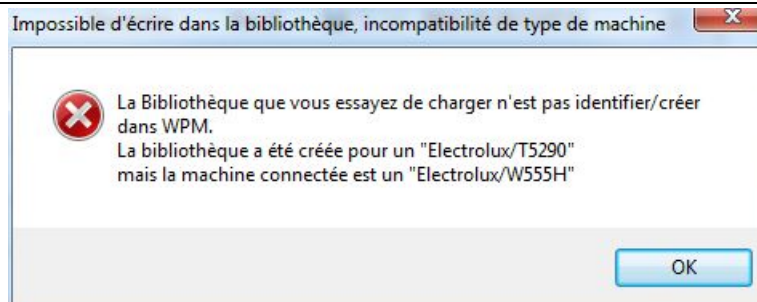 Impossible d'écrire dans la bibliothèque, incompatibilité de type de machine
La Bibliothèque que vous essayez de charger n'est pas identifier/créer
dans WPM.
La bibliothèque a été créée pour un "Electrolux/T5290"
mais la machine connectée est un "Electrolux/W555H"
OK